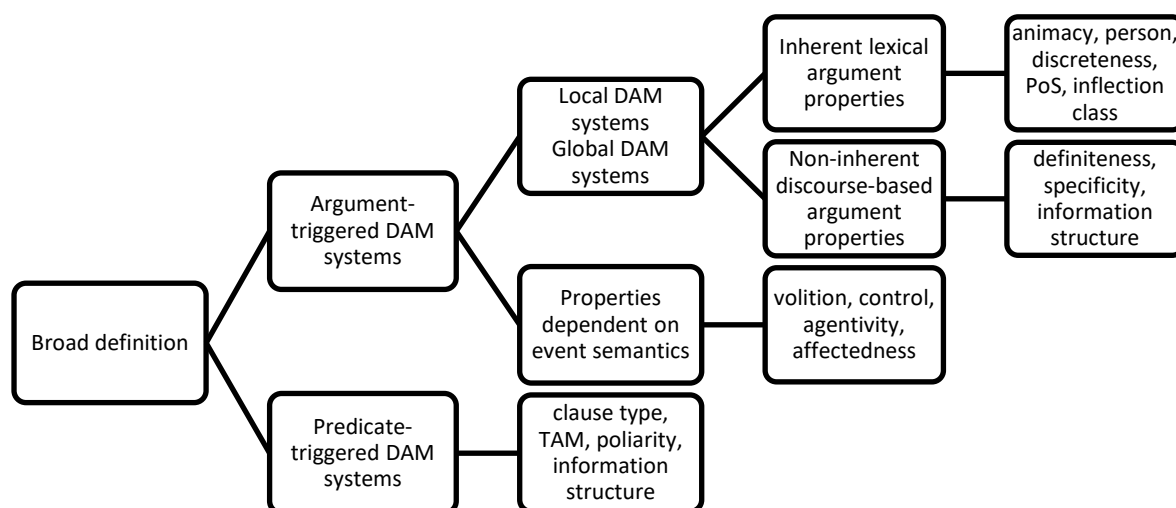 Broad definition
Argument-
triggered DAM
systems
Predicate-
triggered DAM
systems
Local DAM
systems
Global DAM
systems
Properties
dependent on
event semantics
clause type,
TAM, poliarity,
information
structure
Inherent lexical
argument
properties
Non-inherent
discourse-based
argument
properties
volition, control,
agentivity,
affectedness
animacy, person,
discreteness,
PoS, inflection
class
definiteness,
specificity,
information
structure